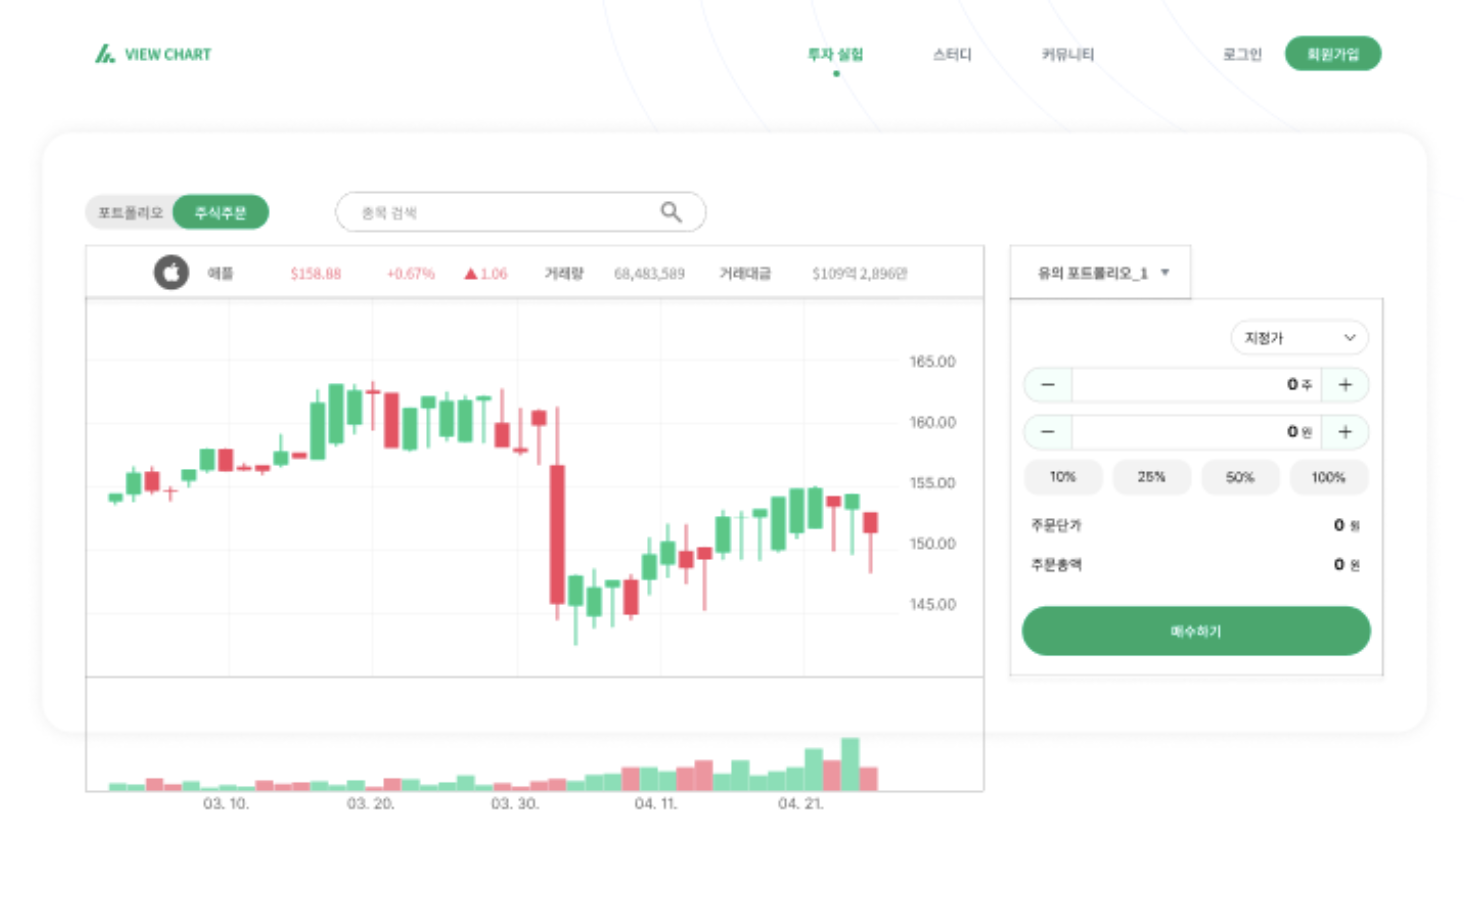 VIEW CHART
투자 실험 스터디 커뮤니티 로그인 회원가입
포트폴리오 주식주문 종목 검색
애플 $158.88 +0.67% ▲1.06 거래량 68,483,589 거래대금 $109억 2,896만
유의 포트폴리오_1 ▼
지정가
− 0 주 +
− 0 원 +
10% 25% 50% 100%
주문단가 0 원
주문총액 0 원
매수하기
165.00
160.00
155.00
150.00
145.00
03. 10. 03. 20. 03. 30. 04. 11. 04. 21.